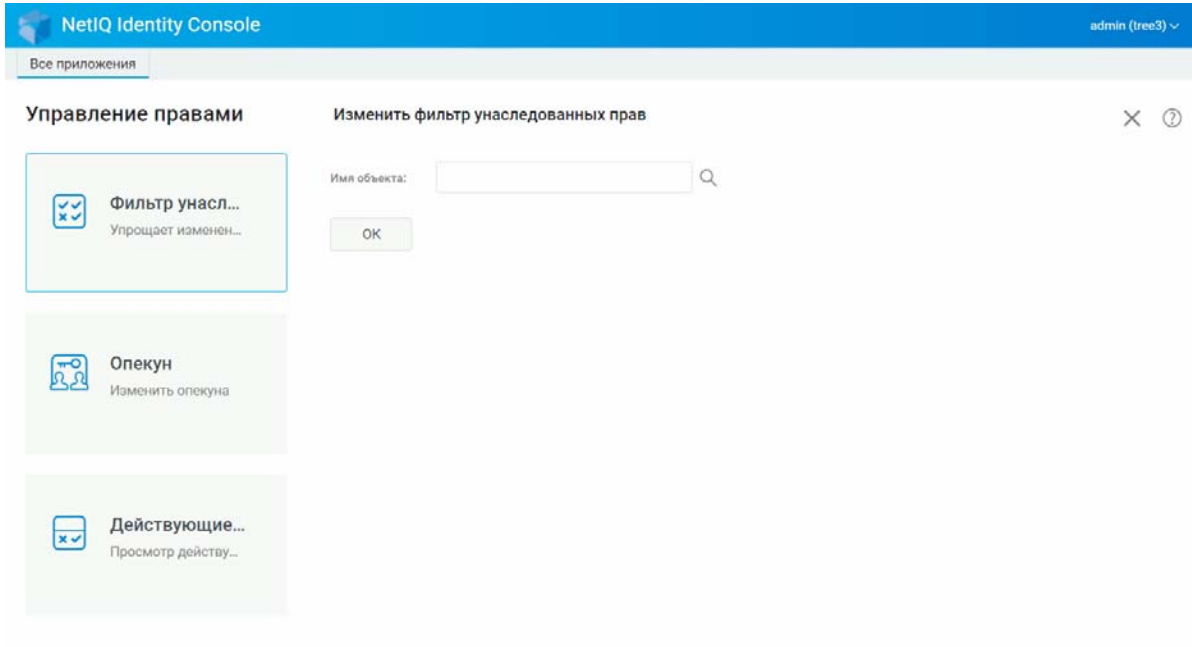 NetIQ Identity Console
admin (tree3)
Все приложения
Управление правами
Изменить фильтр унаследованных прав
Имя объекта:
Фильтр унасл...
Упрощает изменен...
OK
Опекун
Изменить опекуна
Действующие...
Просмотр действу...